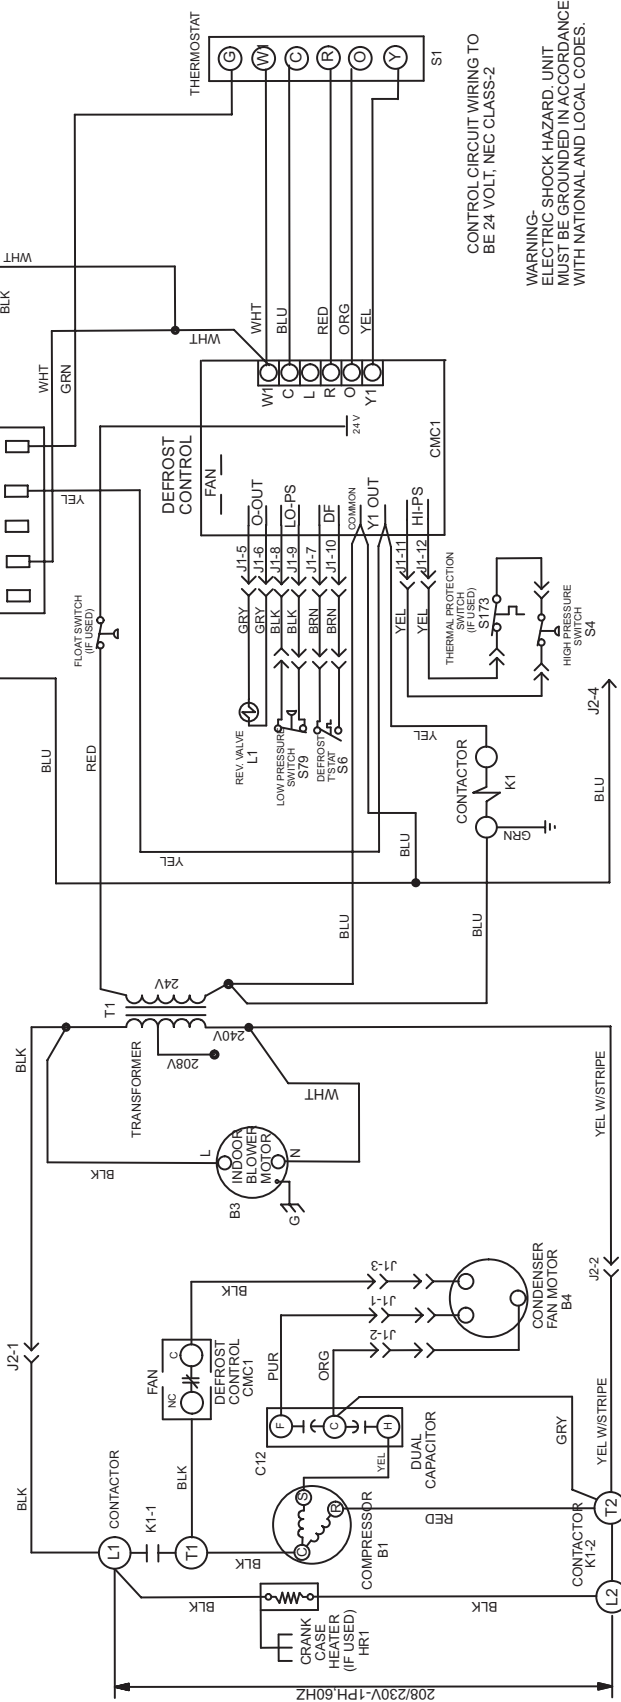 THERMOSTAT
G
W1
C
R
O
Y
S1
CONTROL CIRCUIT WIRING TO
BE 24 VOLT, NEC CLASS-2
WARNING-
ELECTRIC SHOCK HAZARD. UNIT
MUST BE GROUNDED IN ACCORDANCE
WITH NATIONAL AND LOCAL CODES.
WHT
BLK
WHT
WHT
GRN
YEL
WHT
BLU
RED
ORG
YEL
DEFROST
CONTROL
FAN
W1
C
L
R
O
Y1
24V
CMC1
O-OUT
LO-PS
DF
COMMON
Y1 OUT
HI-PS
J1-5
J1-6
J1-8
J1-9
J1-7
J1-10
J1-11
J1-12
GRY
GRY
BLK
BLK
BRN
BRN
YEL
YEL
FLOAT SWITCH
(IF USED)
THERMAL PROTECTION
SWITCH
(IF USED)
S173
HIGH PRESSURE
SWITCH
S4
REV. VALVE
L1
LOW PRESSURE
SWITCH
S79
DEFROST
T'STAT
S6
BLU
RED
YEL
YEL
CONTACTOR
K1
GRN
BLU
BLU
BLU
BLU
J2-4
T1
24V
TRANSFORMER
208V
240V
BLK
BLK
WHT
L
INDOOR
BLOWER
MOTOR
N
B3
G
YEL W/STRIPE
J2-1
J2-2
BLK
FAN
NC
C
DEFROST
CONTROL
CMC1
BLK
J1-3
J1-1
J1-2
CONDENSER
FAN MOTOR
B4
PUR
ORG
C12
F
C
H
DUAL
CAPACITOR
YEL
GRY
YEL W/STRIPE
CONTACTOR
L1
K1-1
T1
BLK
BLK
S
R
C
COMPRESSOR
B1
RED
CONTACTOR
K1-2
T2
L2
BLK
CRANK
CASE
HEATER
(IF USED)
HR1
BLK
208/230V-1PH,60HZ